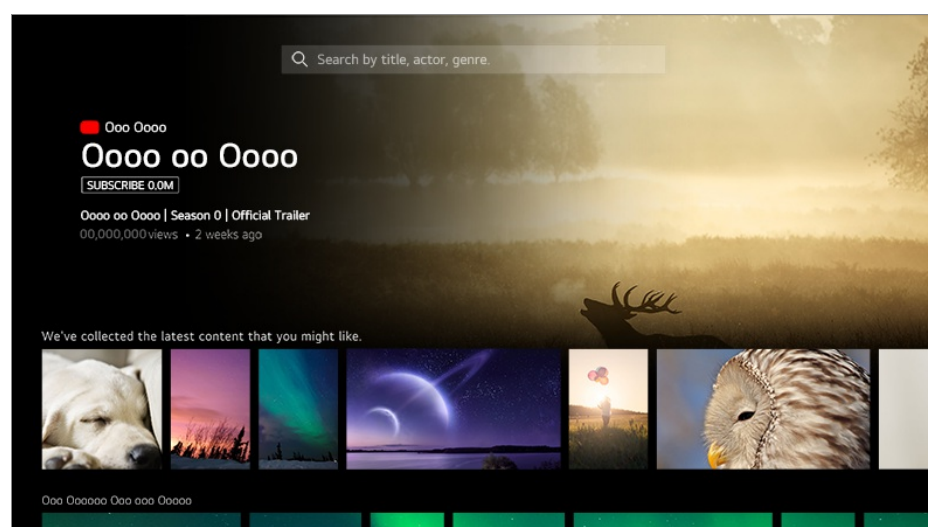 Search by title, actor, genre.
Ooo Oooo
Oooo oo Oooo
SUBSCRIBE 0.0M
Oooo oo Oooo | Season 0 | Official Trailer
00,000,000 views • 2 weeks ago
We've collected the latest content that you might like.
Ooo Oooooo Ooo ooo Ooooo